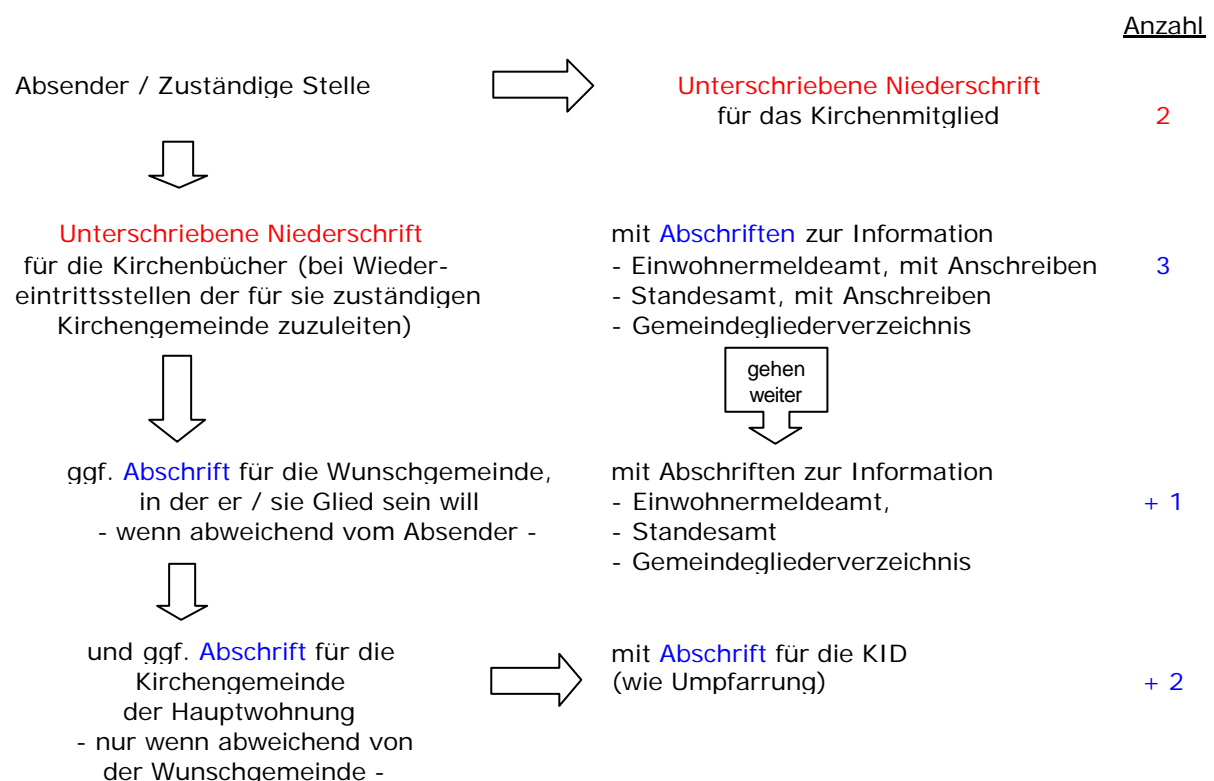 Anzahl
Absender / Zuständige Stelle
Unterschriebene Niederschrift
für das Kirchenmitglied 2
Unterschriebene Niederschrift
für die Kirchenbücher (bei Wieder-
eintrittsstellen der für sie zuständigen
Kirchengemeinde zuzuleiten)
mit Abschriften zur Information
- Einwohnermeldeamt, mit Anschreiben 3
- Standesamt, mit Anschreiben
- Gemeindegliederverzeichnis
gehen
weiter
ggf. Abschrift für die Wunschgemeinde,
in der er / sie Glied sein will
- wenn abweichend vom Absender -
mit Abschriften zur Information
- Einwohnermeldeamt, + 1
- Standesamt
- Gemeindegliederverzeichnis
und ggf. Abschrift für die
Kirchengemeinde
der Hauptwohnung
- nur wenn abweichend von
der Wunschgemeinde -
mit Abschrift für die KID
(wie Umpfarrung) + 2